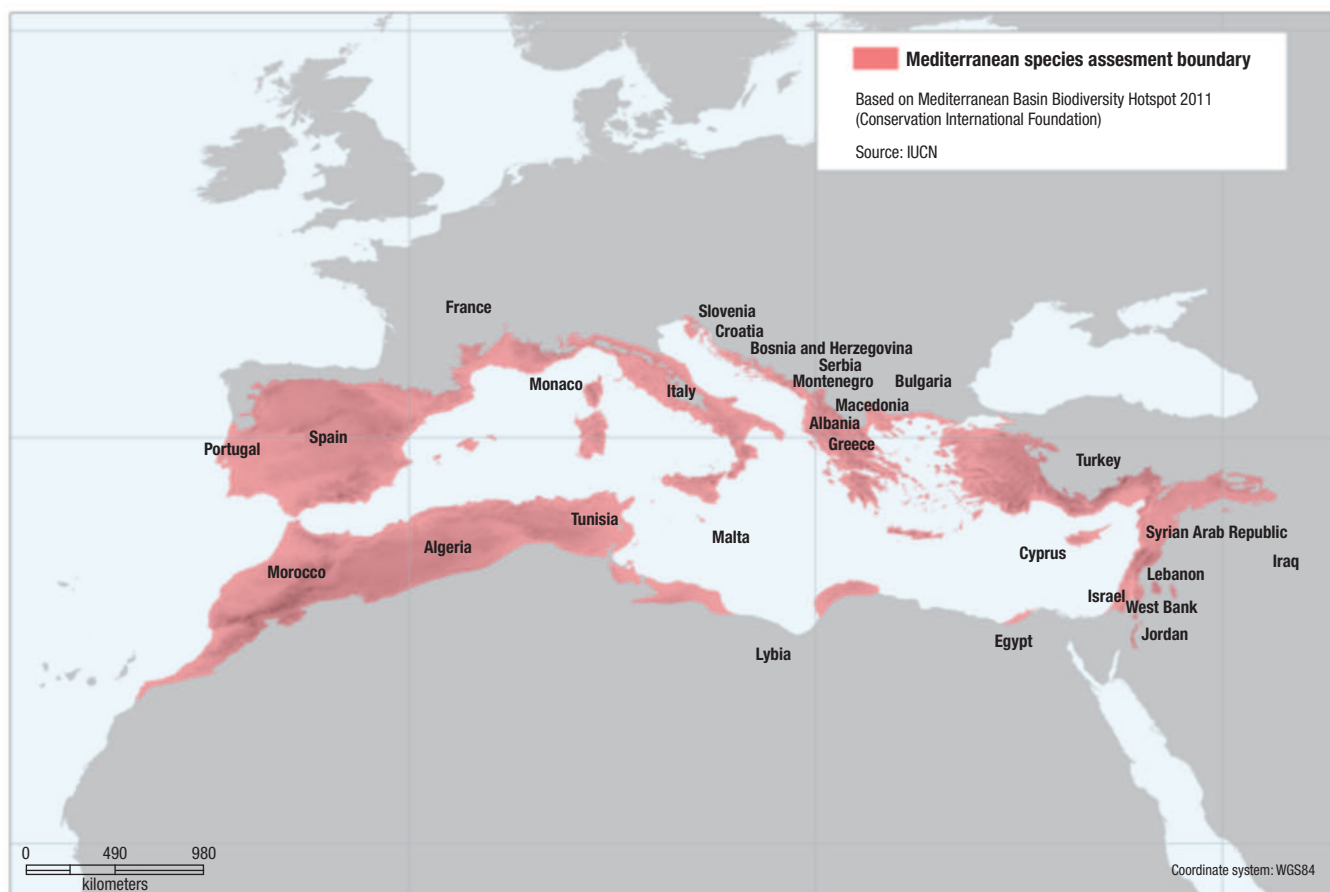 Mediterranean species assesment boundary
Based on Mediterranean Basin Biodiversity Hotspot 2011
(Conservation International Foundation)
Source: IUCN
France
Slovenia
Croatia
Bosnia and Herzegovina
Serbia
Monaco
Italy
Montenegro
Bulgaria
Macedonia
Albania
Portugal
Spain
Greece
Turkey
Tunisia
Algeria
Malta
Morocco
Cyprus
Syrian Arab Republic
Iraq
Lebanon
Israel
West Bank
Jordan
Egypt
Lybia
0 490 980
kilometers
Coordinate system: WGS84